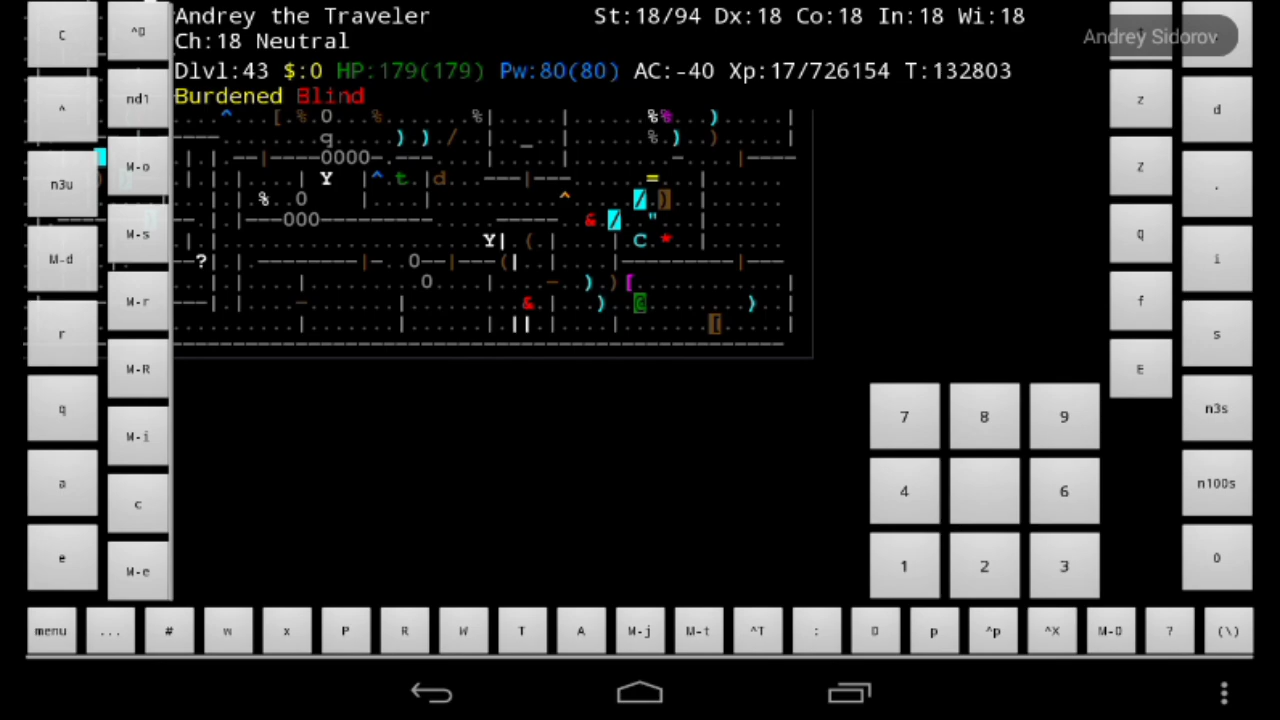 Andrey the Traveler St:18/94 Dx:18 Co:18 In:18 Wi:18
Ch:18 Neutral
Andrey Sidorov
Dlvl:43 $:0 HP:179(179) Pw:80(80) AC:-40 Xp:17/726154 T:132803
Burdened Blind
C
^
n3u
M-d
r
q
a
e
^D
nd1
M-o
M-s
M-r
M-R
M-i
c
M-e
z
z
q
f
E
d
.
i
s
n3s
n100s
0
7 8 9
4 6
1 2 3
menu ... # w x P R W T A M-j M-t ^T : D p ^p ^X M-O ? (\)